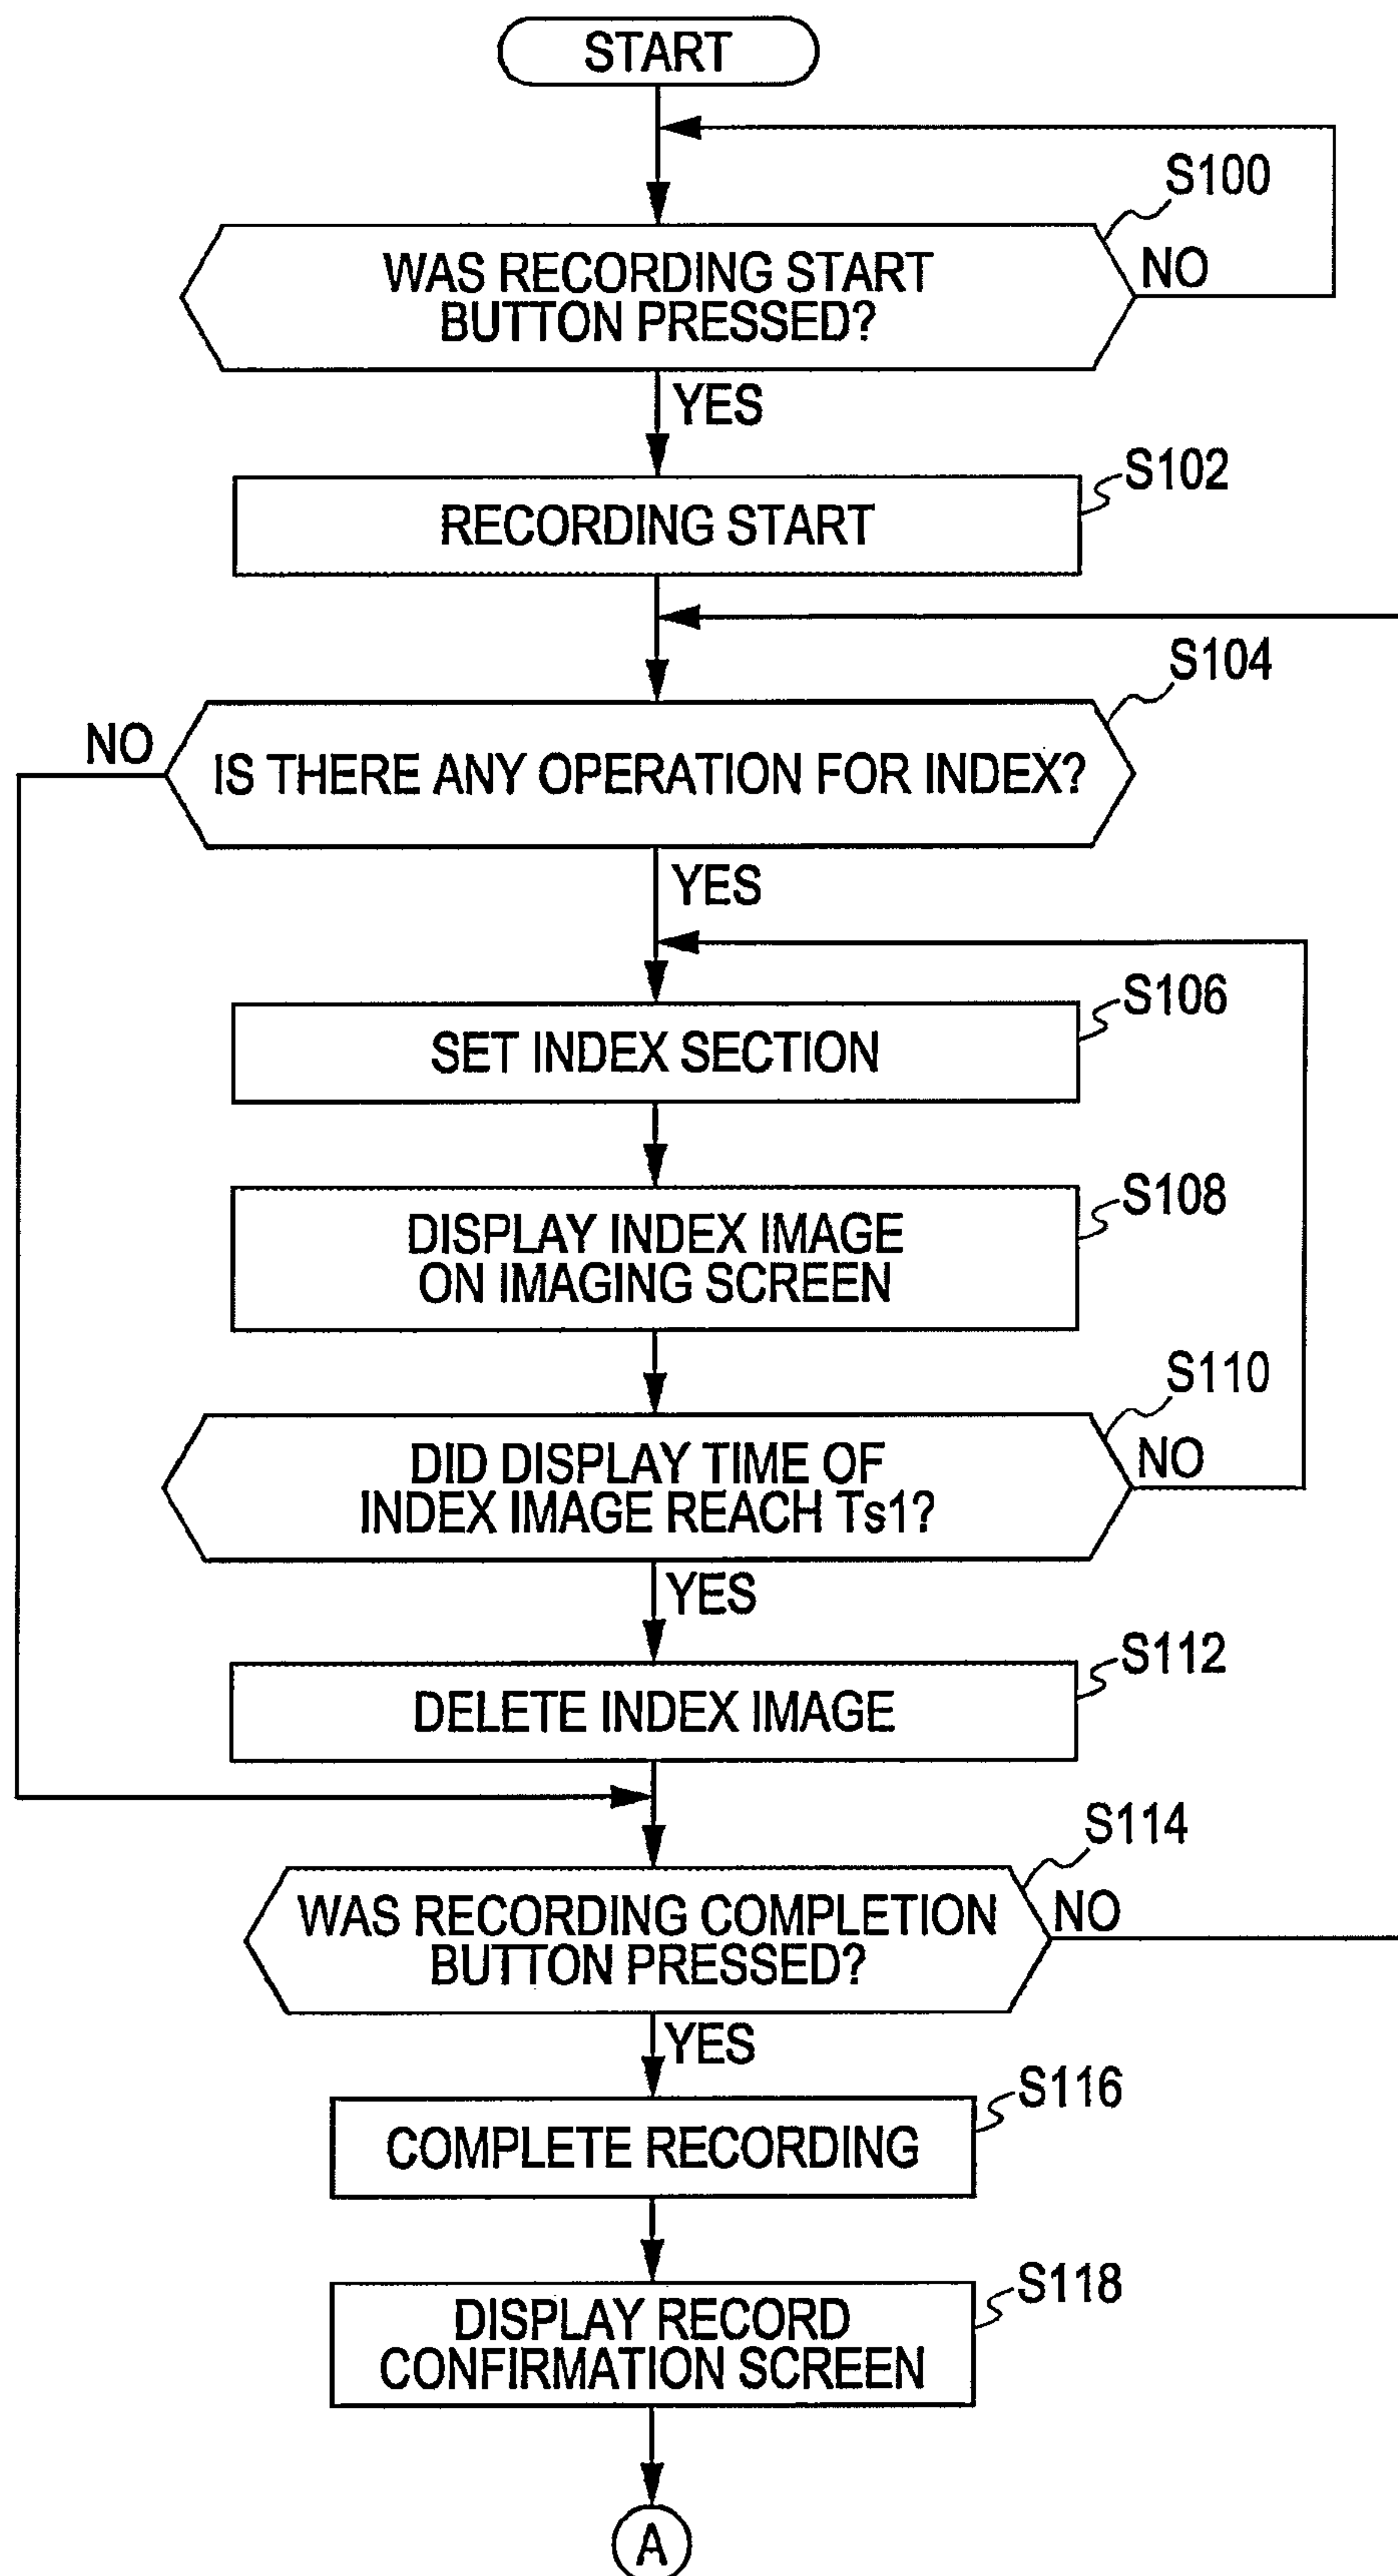 START
S100
WAS RECORDING START
BUTTON PRESSED?
NO
YES
S102
RECORDING START
S104
NO
IS THERE ANY OPERATION FOR INDEX?
YES
S106
SET INDEX SECTION
S108
DISPLAY INDEX IMAGE
ON IMAGING SCREEN
S110
DID DISPLAY TIME OF
INDEX IMAGE REACH Ts1?
NO
YES
S112
DELETE INDEX IMAGE
S114
WAS RECORDING COMPLETION
BUTTON PRESSED?
NO
YES
S116
COMPLETE RECORDING
S118
DISPLAY RECORD
CONFIRMATION SCREEN
A